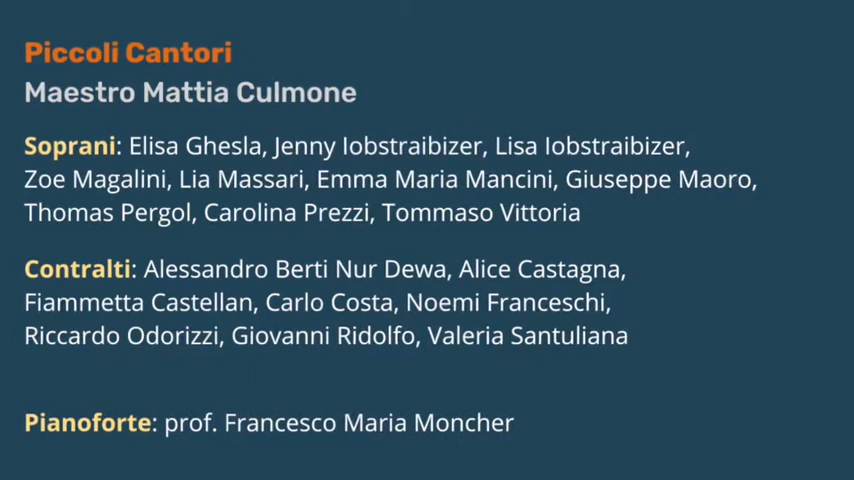 Piccoli Cantori
Maestro Mattia Culmone
Soprani: Elisa Ghesla, Jenny Iobstraibizer, Lisa Iobstraibizer,
Zoe Magalini, Lia Massari, Emma Maria Mancini, Giuseppe Maoro,
Thomas Pergol, Carolina Prezzi, Tommaso Vittoria
Contralti: Alessandro Berti Nur Dewa, Alice Castagna,
Fiammetta Castellan, Carlo Costa, Noemi Franceschi,
Riccardo Odorizzi, Giovanni Ridolfo, Valeria Santuliana
Pianoforte: prof. Francesco Maria Moncher